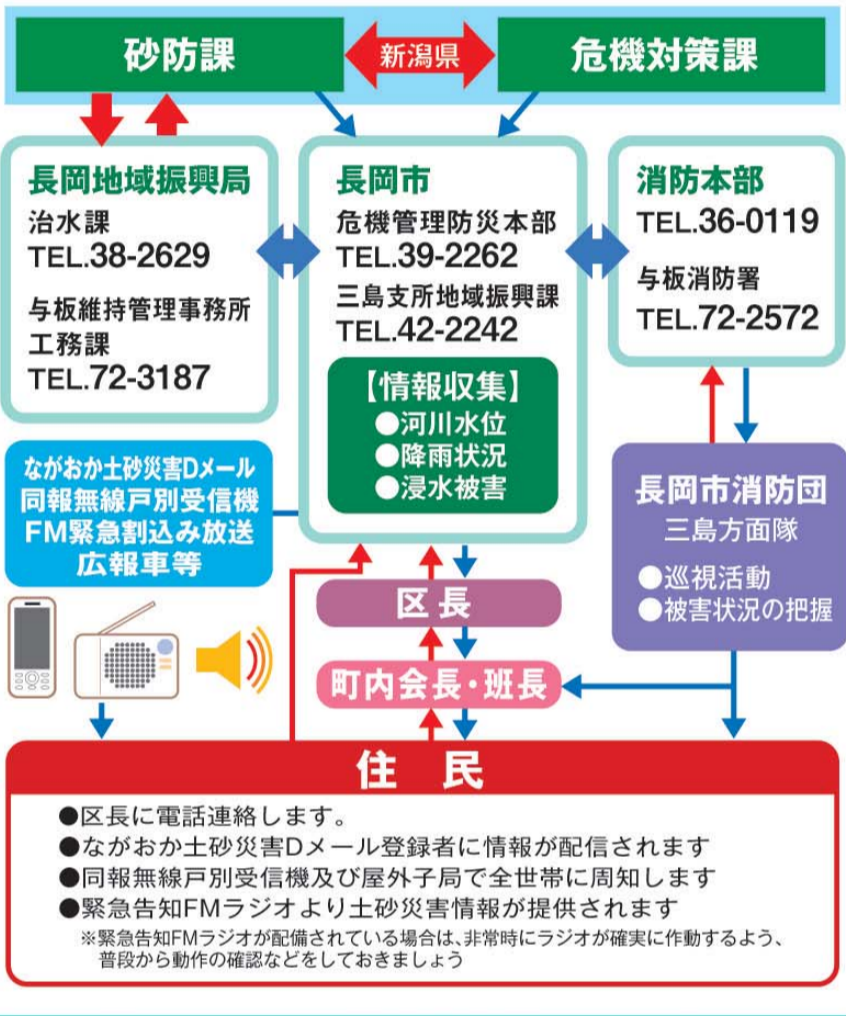 砂防課
新潟県
危機対策課
長岡地域振興局
治水課
TEL.38-2629
与板維持管理事務所
工務課
TEL.72-3187
長岡市
危機管理防災本部
TEL.39-2262
三島支所地域振興課
TEL.42-2242
【情報収集】
●河川水位
●降雨状況
●浸水被害
消防本部
TEL.36-0119
与板消防署
TEL.72-2572
ながおか土砂災害Dメール
同報無線戸別受信機
FM緊急割込み放送
広報車等
長岡市消防団
三島方面隊
●巡視活動
●被害状況の把握
区長
町内会長・班長
住民
●区長に電話連絡します。
●ながおか土砂災害Dメール登録者に情報が配信されます
●同報無線戸別受信機及び屋外子局で全世帯に周知します
●緊急告知FMラジオより土砂災害情報が提供されます
※緊急告知FMラジオが配備されている場合は、非常時にラジオが確実に作動するよう、
普段から動作の確認などをしておきましょう